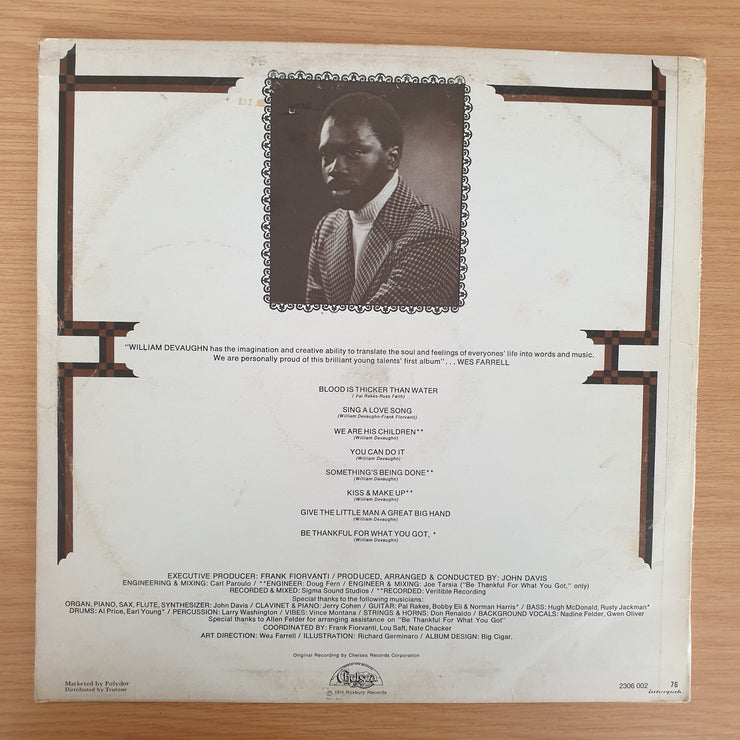 "WILLIAM DEVAUGHN has the imagination and creative ability to translate the soul and feelings of everyones' life into words and music.
We are personally proud of this brilliant young talents' first album" . . . WES FARRELL
BLOOD IS THICKER THAN WATER
(Pat Rakes-Russ Faith)
SING A LOVE SONG
(William Devaughn-Frank Fiorvanti)
WE ARE HIS CHILDREN**
(William Devaughn)
YOU CAN DO IT
(William Devaughn)
SOMETHING'S BEING DONE**
(William Devaughn)
KISS & MAKE UP**
(William Devaughn)
GIVE THE LITTLE MAN A GREAT BIG HAND
(William Devaughn)
BE THANKFUL FOR WHAT YOU GOT, *
(William Devaughn)
EXECUTIVE PRODUCER: FRANK FIORVANTI / PRODUCED, ARRANGED & CONDUCTED BY: JOHN DAVIS
ENGINEERING & MIXING: Carl Paroulo / **ENGINEER: Doug Fern / ENGINEER & MIXING: Joe Tarsia ("Be Thankful For What You Got," only)
RECORDED & MIXED: Sigma Sound Studios / **RECORDED: Veritible Recording
Special thanks to the following musicians:
ORGAN, PIANO, SAX, FLUTE, SYNTHESIZER: John Davis / CLAVINET & PIANO: Jerry Cohen / GUITAR: Pat Rakes, Bobby Eli & Norman Harris* / BASS: Hugh McDonald, Rusty Jackman*
DRUMS: Al Price, Earl Young* / PERCUSSION: Larry Washington / VIBES: Vince Montana / STRINGS & HORNS: Don Renaldo / BACKGROUND VOCALS: Nadine Felder, Gwen Oliver
Special thanks to Allen Felder for arranging assistance on "Be Thankful For What You Got"
COORDINATED BY: Frank Fiorvanti, Lou Saft, Nate Chacker
ART DIRECTION: Wes Farrell / ILLUSTRATION: Richard Germinaro / ALBUM DESIGN: Big Cigar.
Original Recording by Chelsea Records Corporation
Marketed by Polydor
Distributed by Trutone
Chelsea
© 1974 Roxbury Records
2306 002
76
interpak